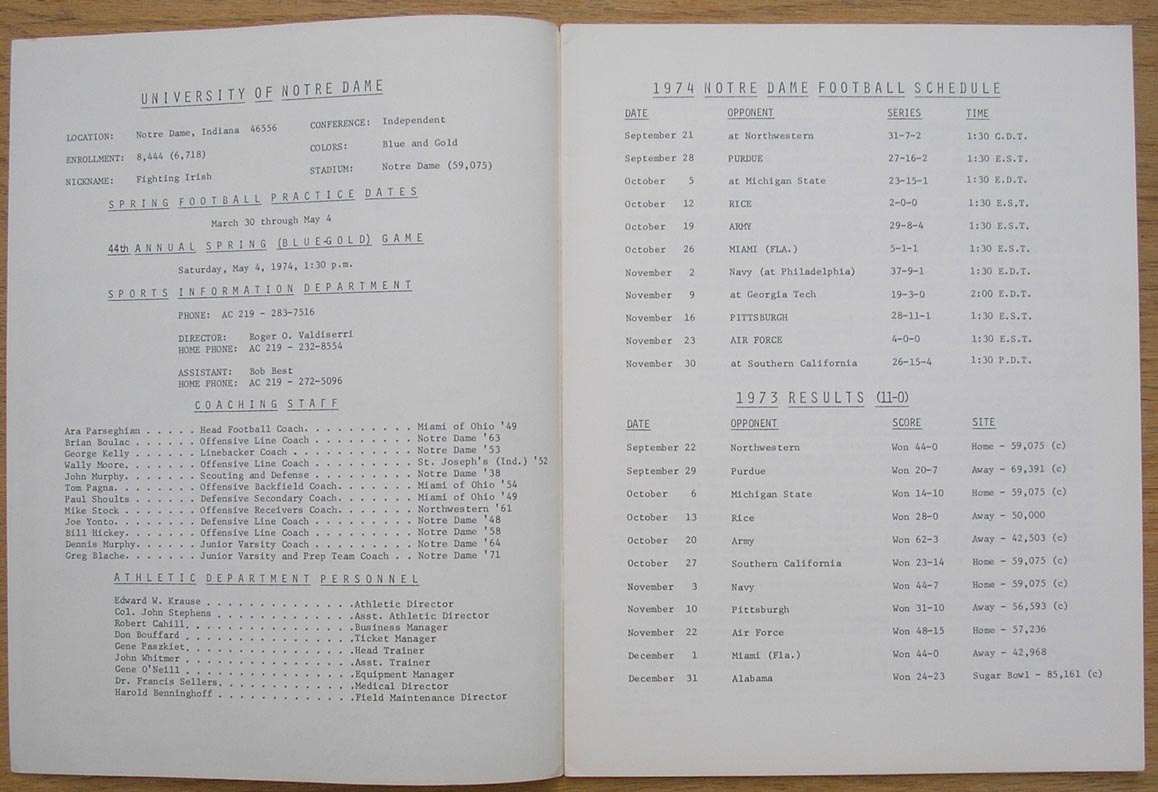 UNIVERSITY OF NOTRE DAME
LOCATION: Notre Dame, Indiana 46556 CONFERENCE: Independent
ENROLLMENT: 8,444 (6,718) COLORS: Blue and Gold
NICKNAME: Fighting Irish STADIUM: Notre Dame (59,075)
SPRING FOOTBALL PRACTICE DATES
March 30 through May 4
44th ANNUAL SPRING (BLUE-GOLD) GAME
Saturday, May 4, 1974, 1:30 p.m.
SPORTS INFORMATION DEPARTMENT
PHONE: AC 219 - 283-7516
DIRECTOR: Roger O. Valdiserri
HOME PHONE: AC 219 - 232-8554
ASSISTANT: Bob Best
HOME PHONE: AC 219 - 272-5096
COACHING STAFF
Ara Parseghian . . . . . Head Football Coach. . . . . . . . . . Miami of Ohio '49
Brian Boulac . . . . . . Offensive Line Coach . . . . . . . . . Notre Dame '63
George Kelly . . . . . . Linebacker Coach . . . . . . . . . . . Notre Dame '53
Wally Moore. . . . . . . Offensive Line Coach . . . . . . . . . St. Joseph's (Ind.) '52
John Murphy. . . . . . . Scouting and Defense . . . . . . . . . Notre Dame '38
Tom Pagna. . . . . . . . Offensive Backfield Coach. . . . . . . Miami of Ohio '54
Paul Shoults . . . . . . Defensive Secondary Coach. . . . . . . Miami of Ohio '49
Mike Stock . . . . . . . Offensive Receivers Coach. . . . . . . Northwestern '61
Joe Yonto. . . . . . . . Defensive Line Coach . . . . . . . . . Notre Dame '48
Bill Hickey. . . . . . . Offensive Line Coach . . . . . . . . . Notre Dame '58
Dennis Murphy. . . . . . Junior Varsity Coach . . . . . . . . . Notre Dame '64
Greg Blache. . . . . . . Junior Varsity and Prep Team Coach . . Notre Dame '71
ATHLETIC DEPARTMENT PERSONNEL
Edward W. Krause . . . . . . . . . . . . . .Athletic Director
Col. John Stephens . . . . . . . . . . . . .Asst. Athletic Director
Robert Cahill. . . . . . . . . . . . . . . .Business Manager
Don Bouffard . . . . . . . . . . . . . . . .Ticket Manager
Gene Paszkiet. . . . . . . . . . . . . . . .Head Trainer
John Whitmer . . . . . . . . . . . . . . . .Asst. Trainer
Gene O'Neill . . . . . . . . . . . . . . . .Equipment Manager
Dr. Francis Sellers. . . . . . . . . . . . .Medical Director
Harold Benninghoff . . . . . . . . . . . . .Field Maintenance Director
1974 NOTRE DAME FOOTBALL SCHEDULE
DATE OPPONENT SERIES TIME
September 21 at Northwestern 31-7-2 1:30 C.D.T.
September 28 PURDUE 27-16-2 1:30 E.S.T.
October 5 at Michigan State 23-15-1 1:30 E.D.T.
October 12 RICE 2-0-0 1:30 E.S.T.
October 19 ARMY 29-8-4 1:30 E.S.T.
October 26 MIAMI (FLA.) 5-1-1 1:30 E.S.T.
November 2 Navy (at Philadelphia) 37-9-1 1:30 E.D.T.
November 9 at Georgia Tech 19-3-0 2:00 E.D.T.
November 16 PITTSBURGH 28-11-1 1:30 E.S.T.
November 23 AIR FORCE 4-0-0 1:30 E.S.T.
November 30 at Southern California 26-15-4 1:30 P.D.T.
1973 RESULTS (11-0)
DATE OPPONENT SCORE SITE
September 22 Northwestern Won 44-0 Home - 59,075 (c)
September 29 Purdue Won 20-7 Away - 69,391 (c)
October 6 Michigan State Won 14-10 Home - 59,075 (c)
October 13 Rice Won 28-0 Away - 50,000
October 20 Army Won 62-3 Away - 42,503 (c)
October 27 Southern California Won 23-14 Home - 59,075 (c)
November 3 Navy Won 44-7 Home - 59,075 (c)
November 10 Pittsburgh Won 31-10 Away - 56,593 (c)
November 22 Air Force Won 48-15 Home - 57,236
December 1 Miami (Fla.) Won 44-0 Away - 42,968
December 31 Alabama Won 24-23 Sugar Bowl - 85,161 (c)